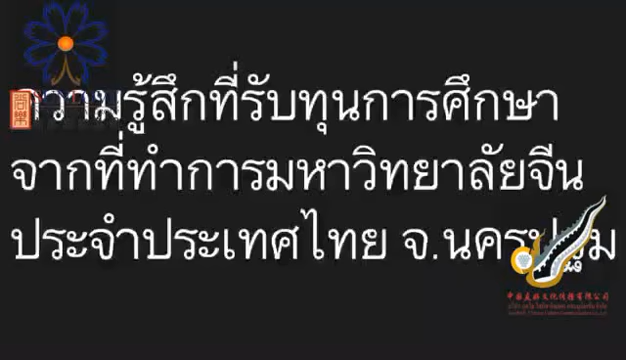 ความรู้สึกที่รับทุนการศึกษา
จากที่ทำการมหาวิทยาลัยจีน
ประจำประเทศไทย จ.นครปฐม